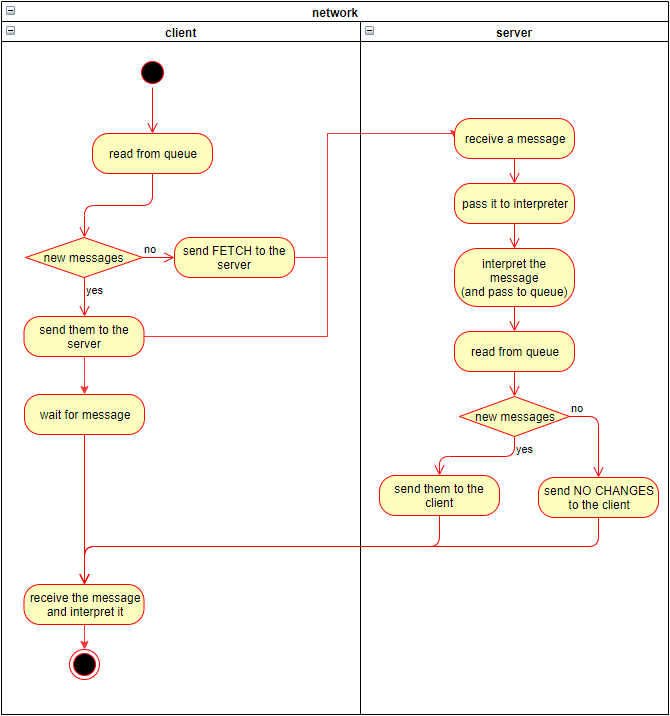 network
client
server
read from queue
new messages
no
send FETCH to the
server
yes
send them to the
server
wait for message
receive the message
and interpret it
receive a message
pass it to interpreter
interpret the
message
(and pass to queue)
read from queue
new messages
no
yes
send them to the
client
send NO CHANGES
to the client